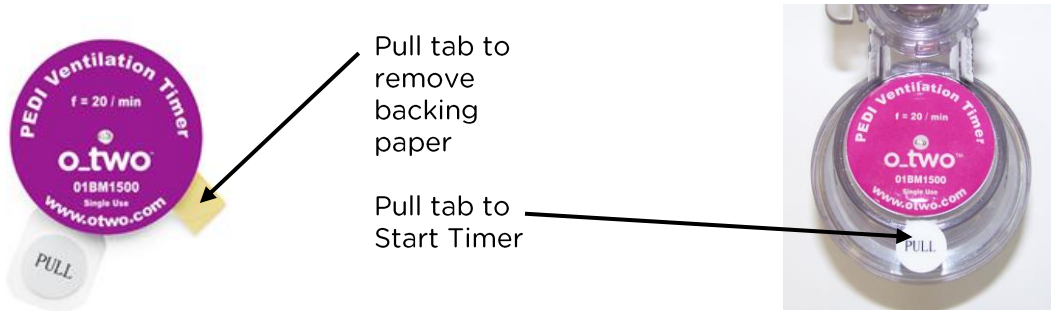 PEDI Ventilation Timer
f = 20 / min
o_two
01BM1500
Single Use
www.otwo.com
PULL
Pull tab to
remove
backing
paper
Pull tab to
Start Timer
PEDI Ventilation Timer
f = 20 / min
o_two™
01BM1500
Single Use
www.otwo.com
PULL